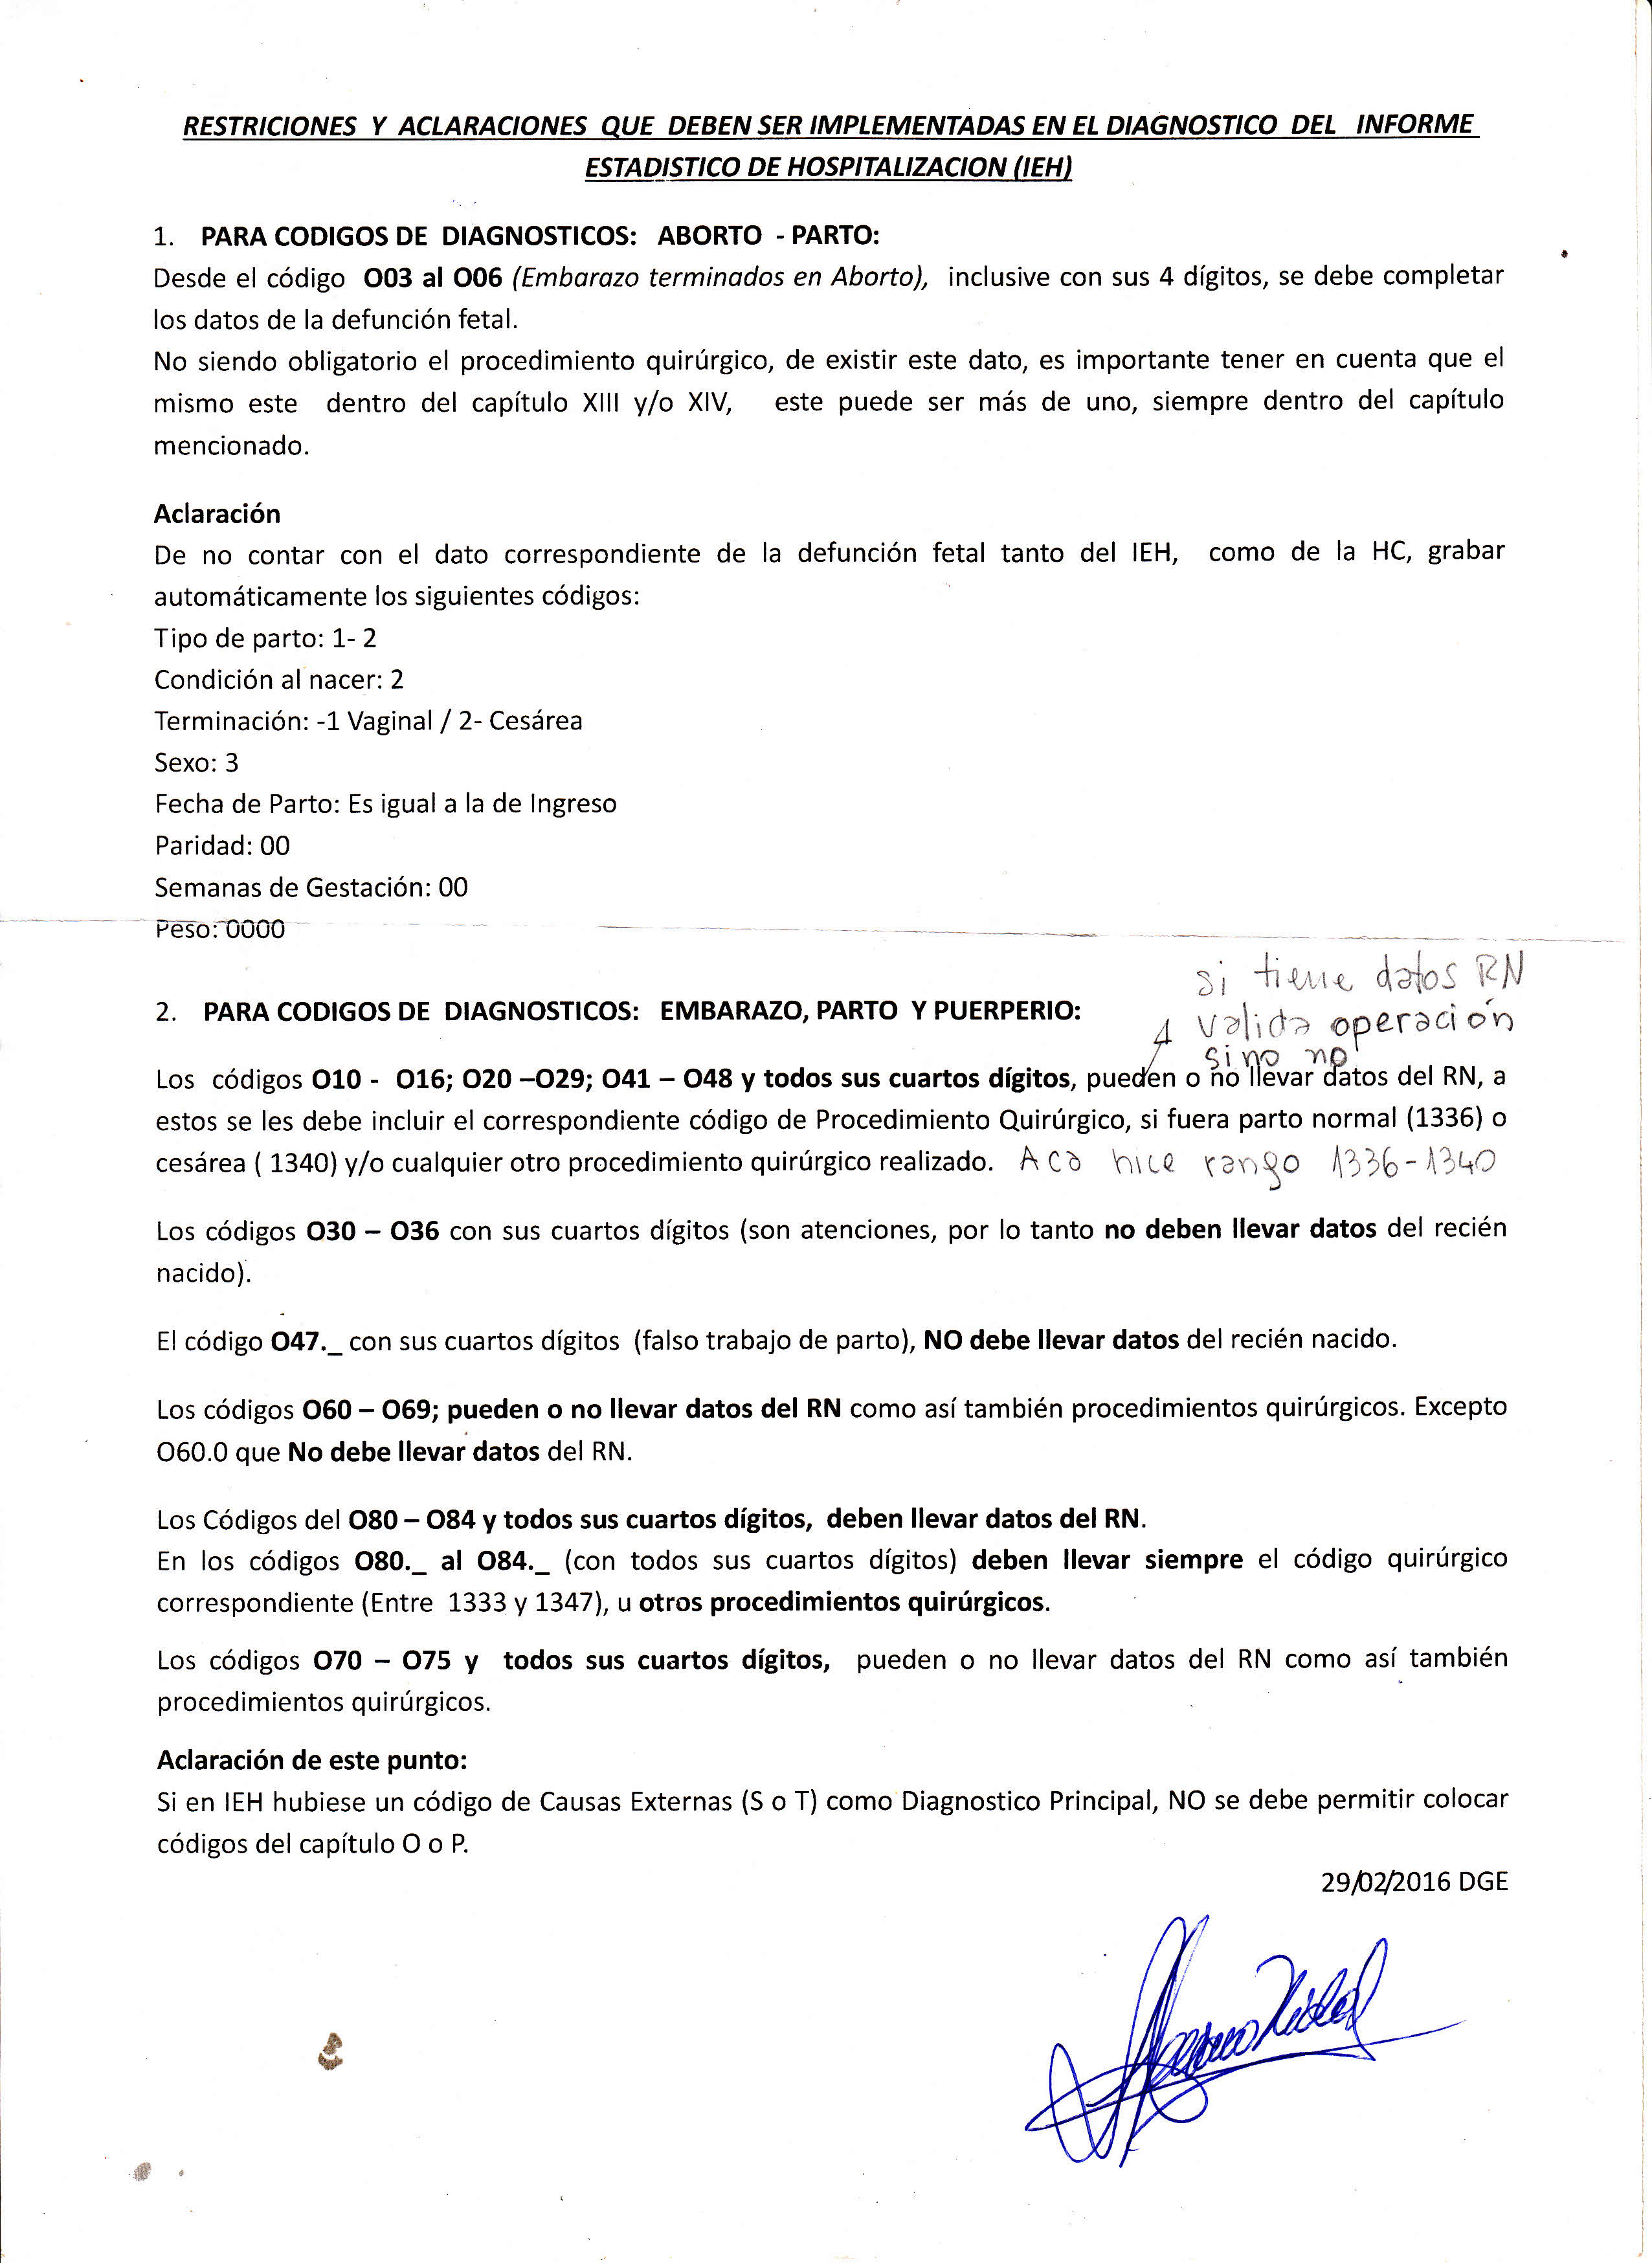 RESTRICIONES Y ACLARACIONES QUE DEBEN SER IMPLEMENTADAS EN EL DIAGNOSTICO DEL INFORME
ESTADISTICO DE HOSPITALIZACION (IEH)
1. PARA CODIGOS DE DIAGNOSTICOS: ABORTO - PARTO:
Desde el código O03 al O06 (Embarazo terminados en Aborto), inclusive con sus 4 dígitos, se debe completar
los datos de la defunción fetal.
No siendo obligatorio el procedimiento quirúrgico, de existir este dato, es importante tener en cuenta que el
mismo este dentro del capítulo XIII y/o XIV, este puede ser más de uno, siempre dentro del capítulo
mencionado.
Aclaración
De no contar con el dato correspondiente de la defunción fetal tanto del IEH, como de la HC, grabar
automáticamente los siguientes códigos:
Tipo de parto: 1- 2
Condición al nacer: 2
Terminación: -1 Vaginal / 2- Cesárea
Sexo: 3
Fecha de Parto: Es igual a la de Ingreso
Paridad: 00
Semanas de Gestación: 00
Peso: 0000
si tiene datos RN
2. PARA CODIGOS DE DIAGNOSTICOS: EMBARAZO, PARTO Y PUERPERIO:
valida operación
sino no
Los códigos O10 - O16; O20 –O29; O41 – O48 y todos sus cuartos dígitos, pueden o no llevar datos del RN, a
estos se les debe incluir el correspondiente código de Procedimiento Quirúrgico, si fuera parto normal (1336) o
cesárea ( 1340) y/o cualquier otro procedimiento quirúrgico realizado. Acá hice rango 1336-1340
Los códigos O30 – O36 con sus cuartos dígitos (son atenciones, por lo tanto no deben llevar datos del recién
nacido).
El código O47._ con sus cuartos dígitos (falso trabajo de parto), NO debe llevar datos del recién nacido.
Los códigos O60 – O69; pueden o no llevar datos del RN como así también procedimientos quirúrgicos. Excepto
O60.0 que No debe llevar datos del RN.
Los Códigos del O80 – O84 y todos sus cuartos dígitos, deben llevar datos del RN.
En los códigos O80._ al O84._ (con todos sus cuartos dígitos) deben llevar siempre el código quirúrgico
correspondiente (Entre 1333 y 1347), u otros procedimientos quirúrgicos.
Los códigos O70 – O75 y todos sus cuartos dígitos, pueden o no llevar datos del RN como así también
procedimientos quirúrgicos.
Aclaración de este punto:
Si en IEH hubiese un código de Causas Externas (S o T) como Diagnostico Principal, NO se debe permitir colocar
códigos del capítulo O o P.
29/02/2016 DGE